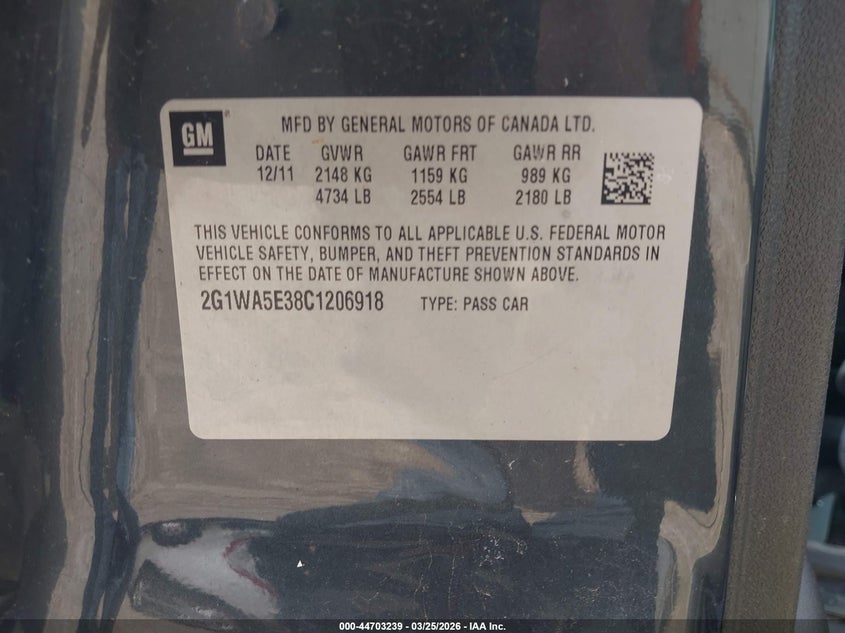 GM ®
MFD BY GENERAL MOTORS OF CANADA LTD.
DATE GVWR GAWR FRT GAWR RR
12/11 2148 KG 1159 KG 989 KG
4734 LB 2554 LB 2180 LB
THIS VEHICLE CONFORMS TO ALL APPLICABLE U.S. FEDERAL MOTOR
VEHICLE SAFETY, BUMPER, AND THEFT PREVENTION STANDARDS IN
EFFECT ON THE DATE OF MANUFACTURE SHOWN ABOVE.
2G1WA5E38C1206918 TYPE: PASS CAR
000-44703239 - 03/25/2026 - IAA Inc.